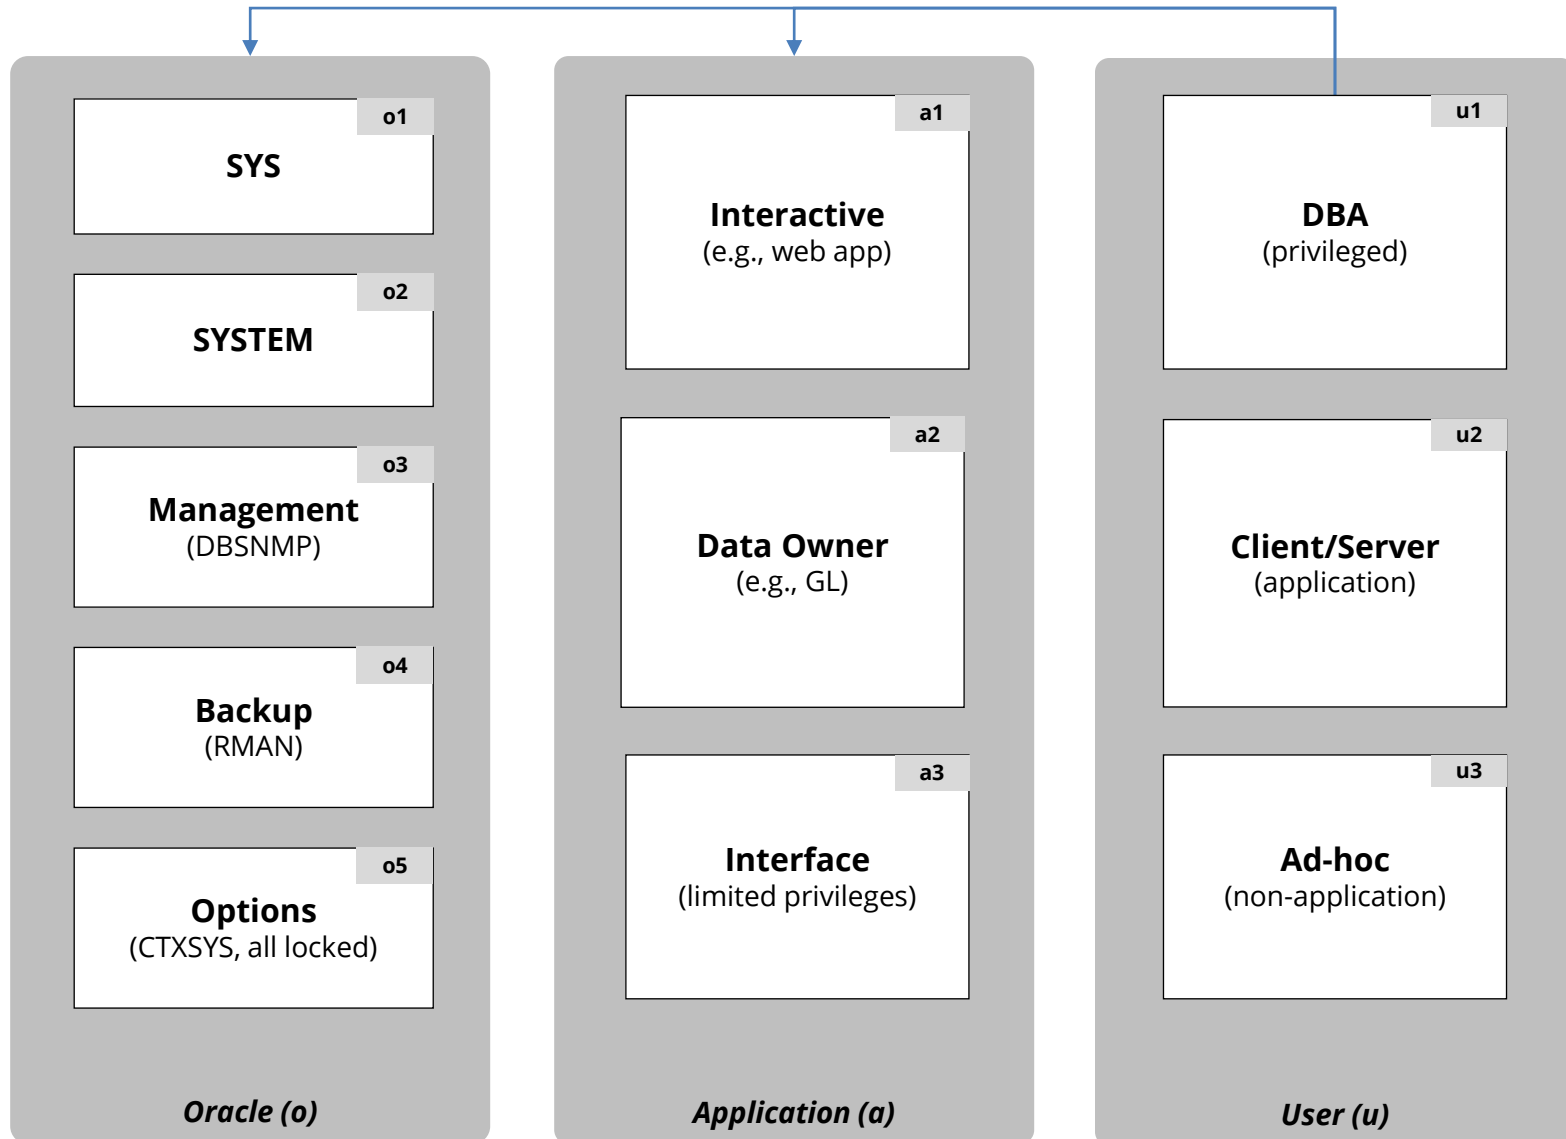 o1
SYS
o2
SYSTEM
o3
Management
(DBSNMP)
o4
Backup
(RMAN)
o5
Options
(CTXSYS, all locked)
Oracle (o)
a1
Interactive
(e.g., web app)
a2
Data Owner
(e.g., GL)
a3
Interface
(limited privileges)
Application (a)
u1
DBA
(privileged)
u2
Client/Server
(application)
u3
Ad-hoc
(non-application)
User (u)